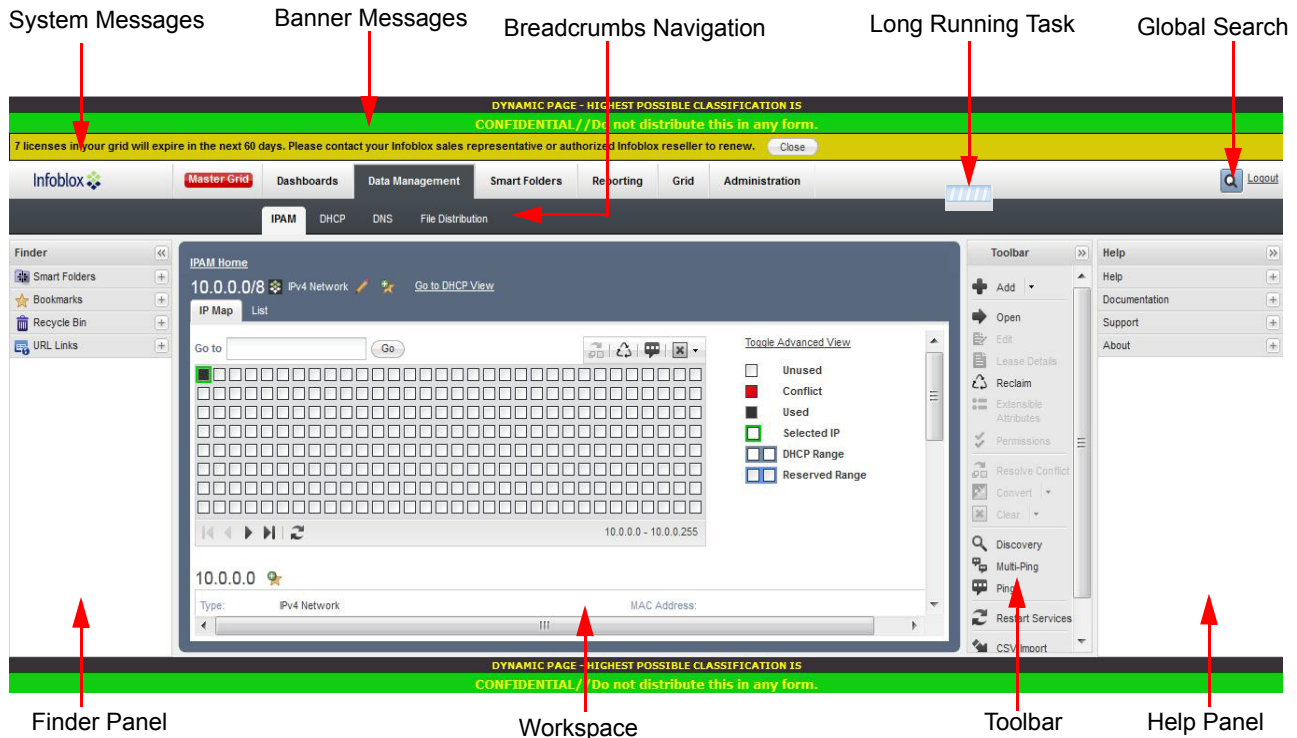 System Messages
Banner Messages
Breadcrumbs Navigation
Long Running Task
Global Search
DYNAMIC PAGE - HIGHEST POSSIBLE CLASSIFICATION IS
CONFIDENTIAL//Do not distribute this in any form.
7 licenses in your grid will expire in the next 60 days. Please contact your Infoblox sales representative or authorized Infoblox reseller to renew. Close
Infoblox Master Grid Dashboards Data Management Smart Folders Reporting Grid Administration Logout
IPAM DHCP DNS File Distribution
Finder
Smart Folders
Bookmarks
Recycle Bin
URL Links
IPAM Home
10.0.0.0/8 IPv4 Network Go to DHCP View
IP Map List
Go to Go
Toggle Advanced View
Unused
Conflict
Used
Selected IP
DHCP Range
Reserved Range
10.0.0.0 - 10.0.0.255
10.0.0.0
Type: IPv4 Network MAC Address:
Toolbar
Add
Open
Edit
Lease Details
Reclaim
Extensible
Attributes
Permissions
Resolve Conflict
Convert
Clear
Discovery
Multi-Ping
Ping
Restart Services
CSV Import
Help
Help
Documentation
Support
About
DYNAMIC PAGE - HIGHEST POSSIBLE CLASSIFICATION IS
CONFIDENTIAL//Do not distribute this in any form.
Finder Panel
Workspace
Toolbar
Help Panel